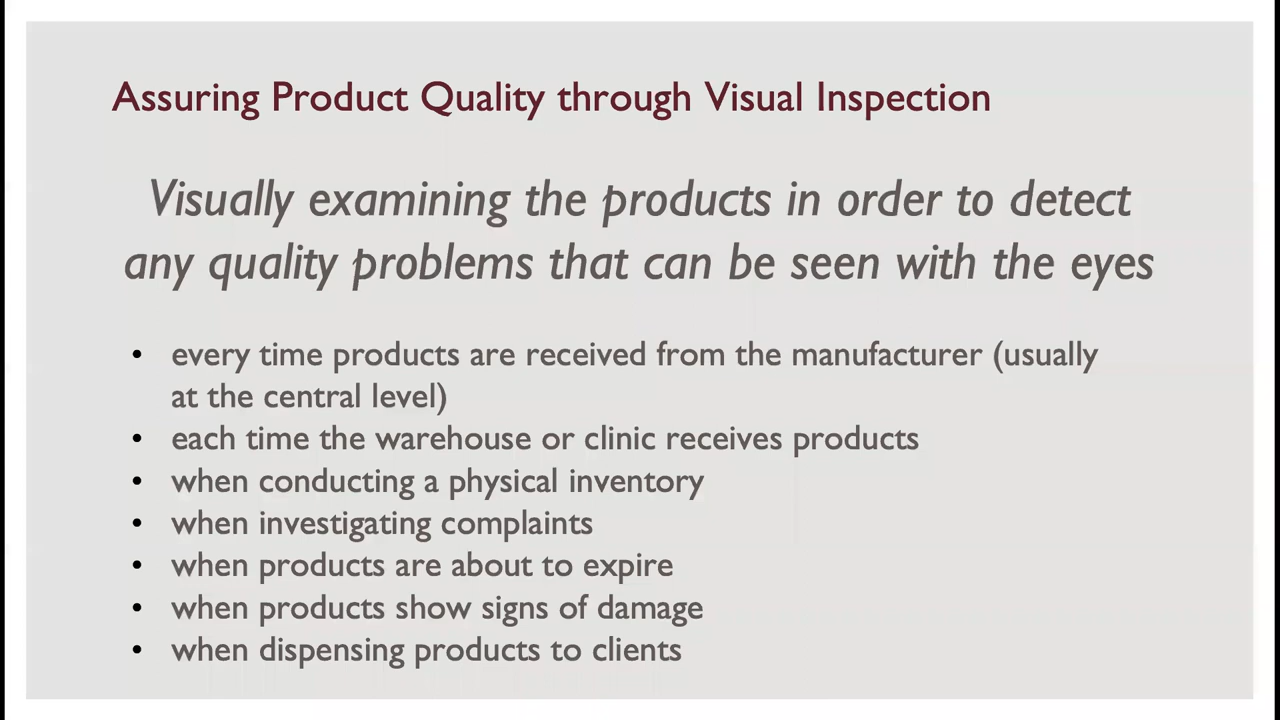 Assuring Product Quality through Visual Inspection
Visually examining the products in order to detect
any quality problems that can be seen with the eyes
• every time products are received from the manufacturer (usually
at the central level)
• each time the warehouse or clinic receives products
• when conducting a physical inventory
• when investigating complaints
• when products are about to expire
• when products show signs of damage
• when dispensing products to clients